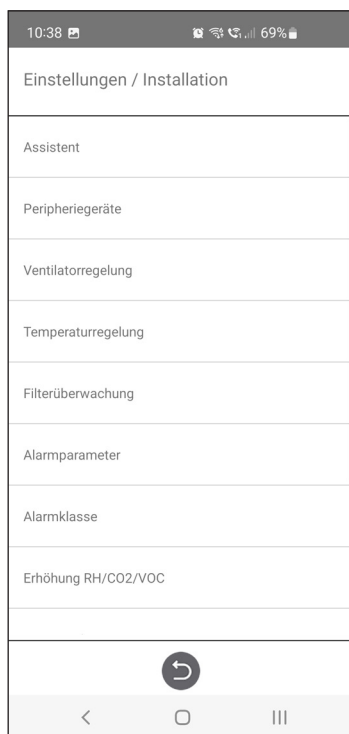 10:38 69%
Einstellungen / Installation
Assistent
Peripheriegeräte
Ventilatorregelung
Temperaturregelung
Filterüberwachung
Alarmparameter
Alarmklasse
Erhöhung RH/CO2/VOC